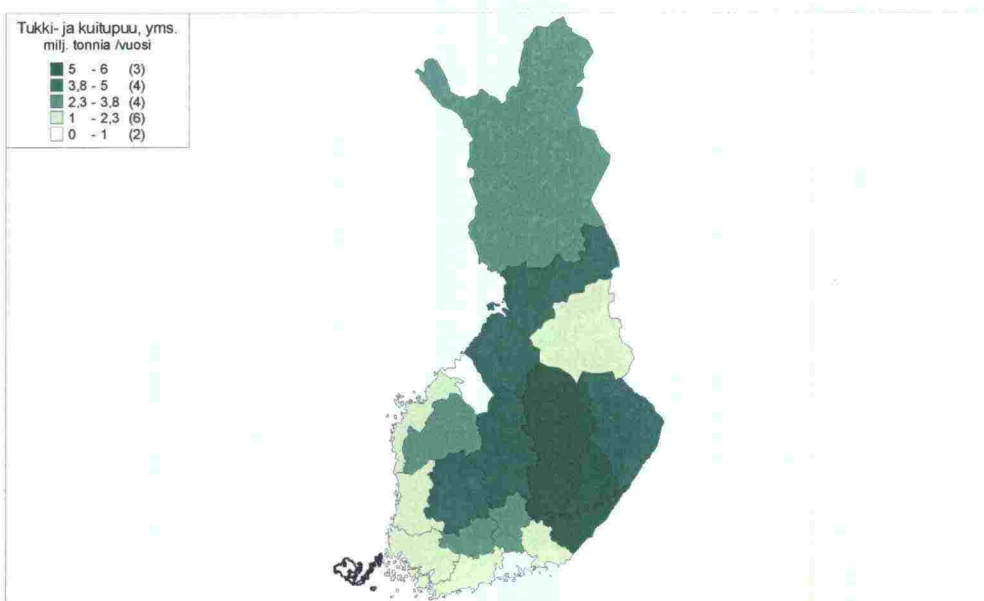 Tukki- ja kuitupuu, yms.
milj. tonnia /vuosi
5 - 6 (3)
3,8 - 5 (4)
2,3 - 3,8 (4)
1 - 2,3 (6)
0 - 1 (2)